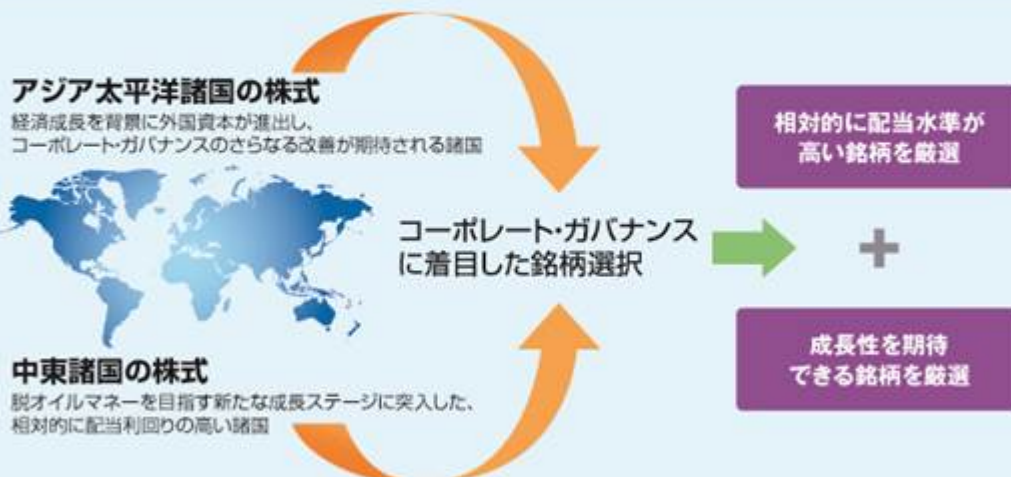 アジア太平洋諸国の株式
経済成長を背景に外国資本が進出し、
コーポレート・ガバナンスのさらなる改善が期待される諸国
コーポレート・ガバナンス
に着目した銘柄選択
中東諸国の株式
脱オイルマネーを目指す新たな成長ステージに突入した、
相対的に配当利回りの高い諸国
相対的に配当水準が
高い銘柄を厳選
+
成長性を期待
できる銘柄を厳選